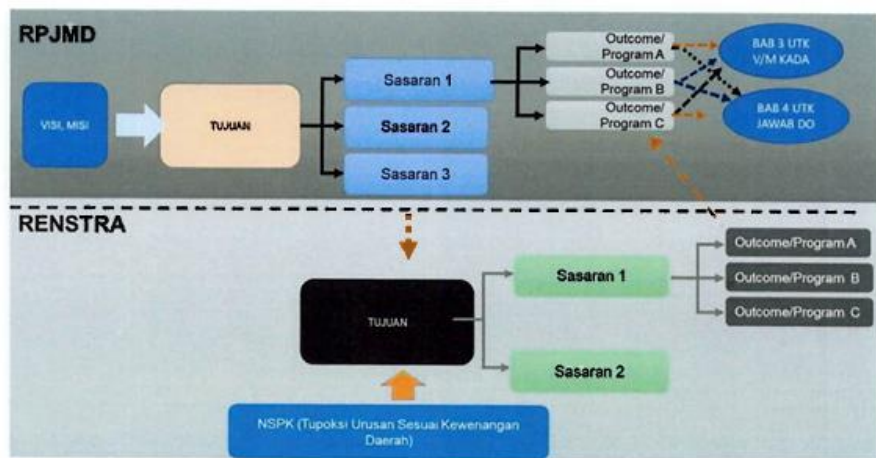 RPJMD
VISI, MISI
TUJUAN
Sasaran 1
Sasaran 2
Sasaran 3
Outcome/
Program A
Outcome/
Program B
Outcome/
Program C
BAB 3 UTK
V/M KADA
BAB 4 UTK
JAWAB DO
RENSTRA
TUJUAN
Sasaran 1
Sasaran 2
Outcome/Program A
Outcome/Program B
Outcome/Program C
NSPK (Tupoksi Urusan Sesuai Kewenangan
Daerah)